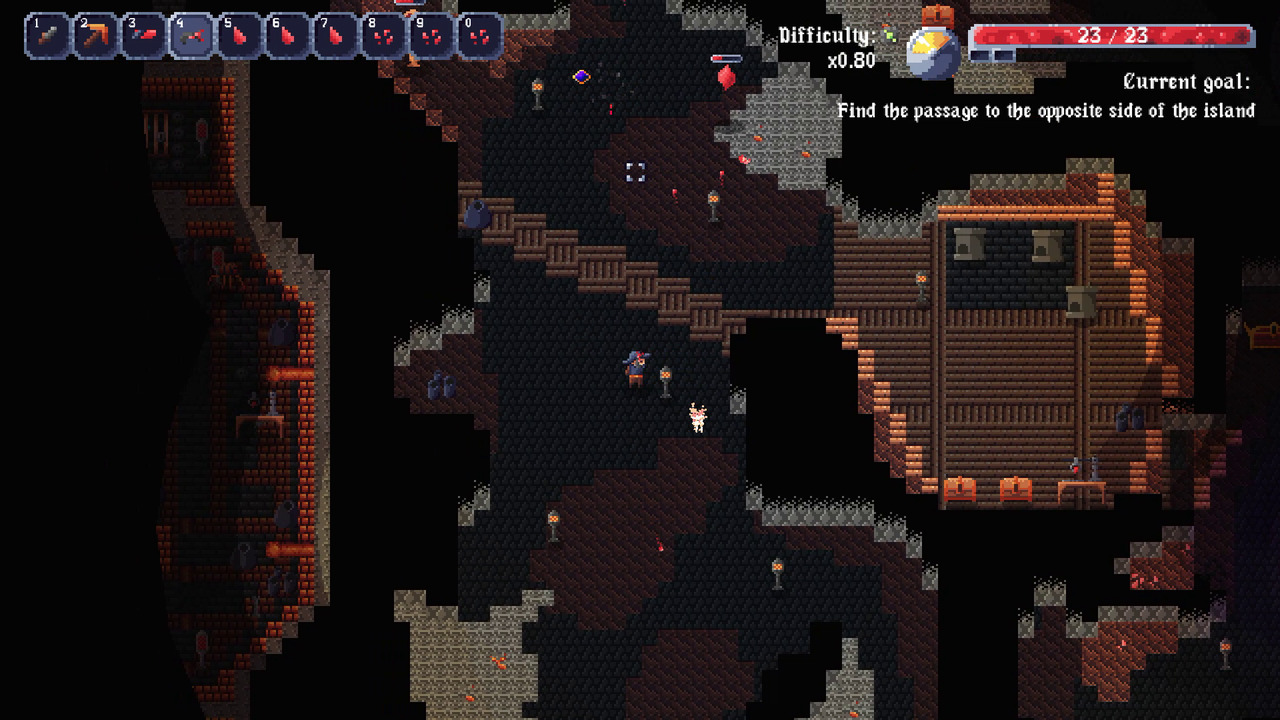 1 2 3 4 5 6 7 8 9 0
Difficulty:
x0.80
23 / 23
Current goal:
Find the passage to the opposite side of the island